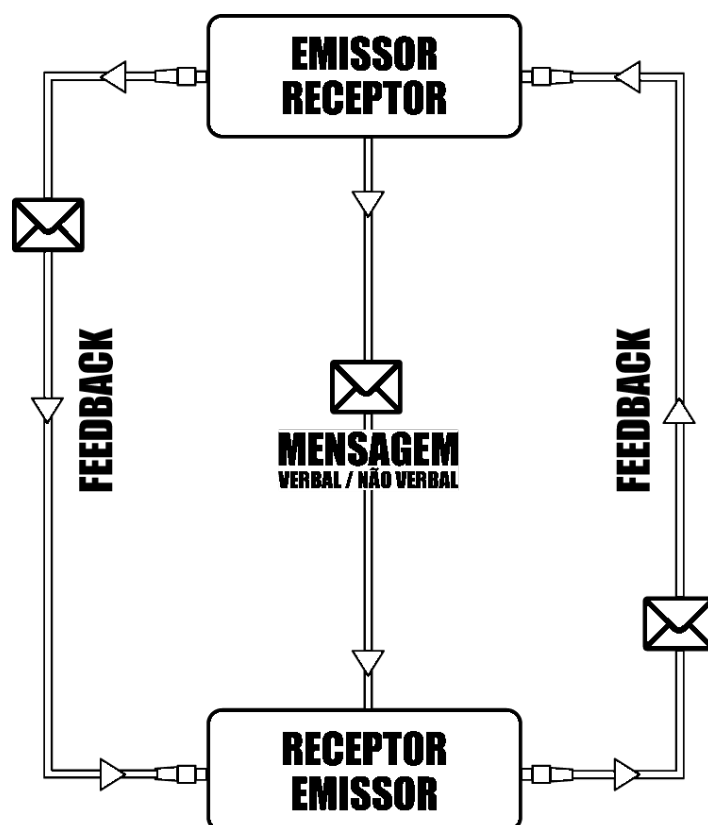 EMISSOR
RECEPTOR
FEEDBACK
MENSAGEM
VERBAL / NÃO VERBAL
FEEDBACK
RECEPTOR
EMISSOR